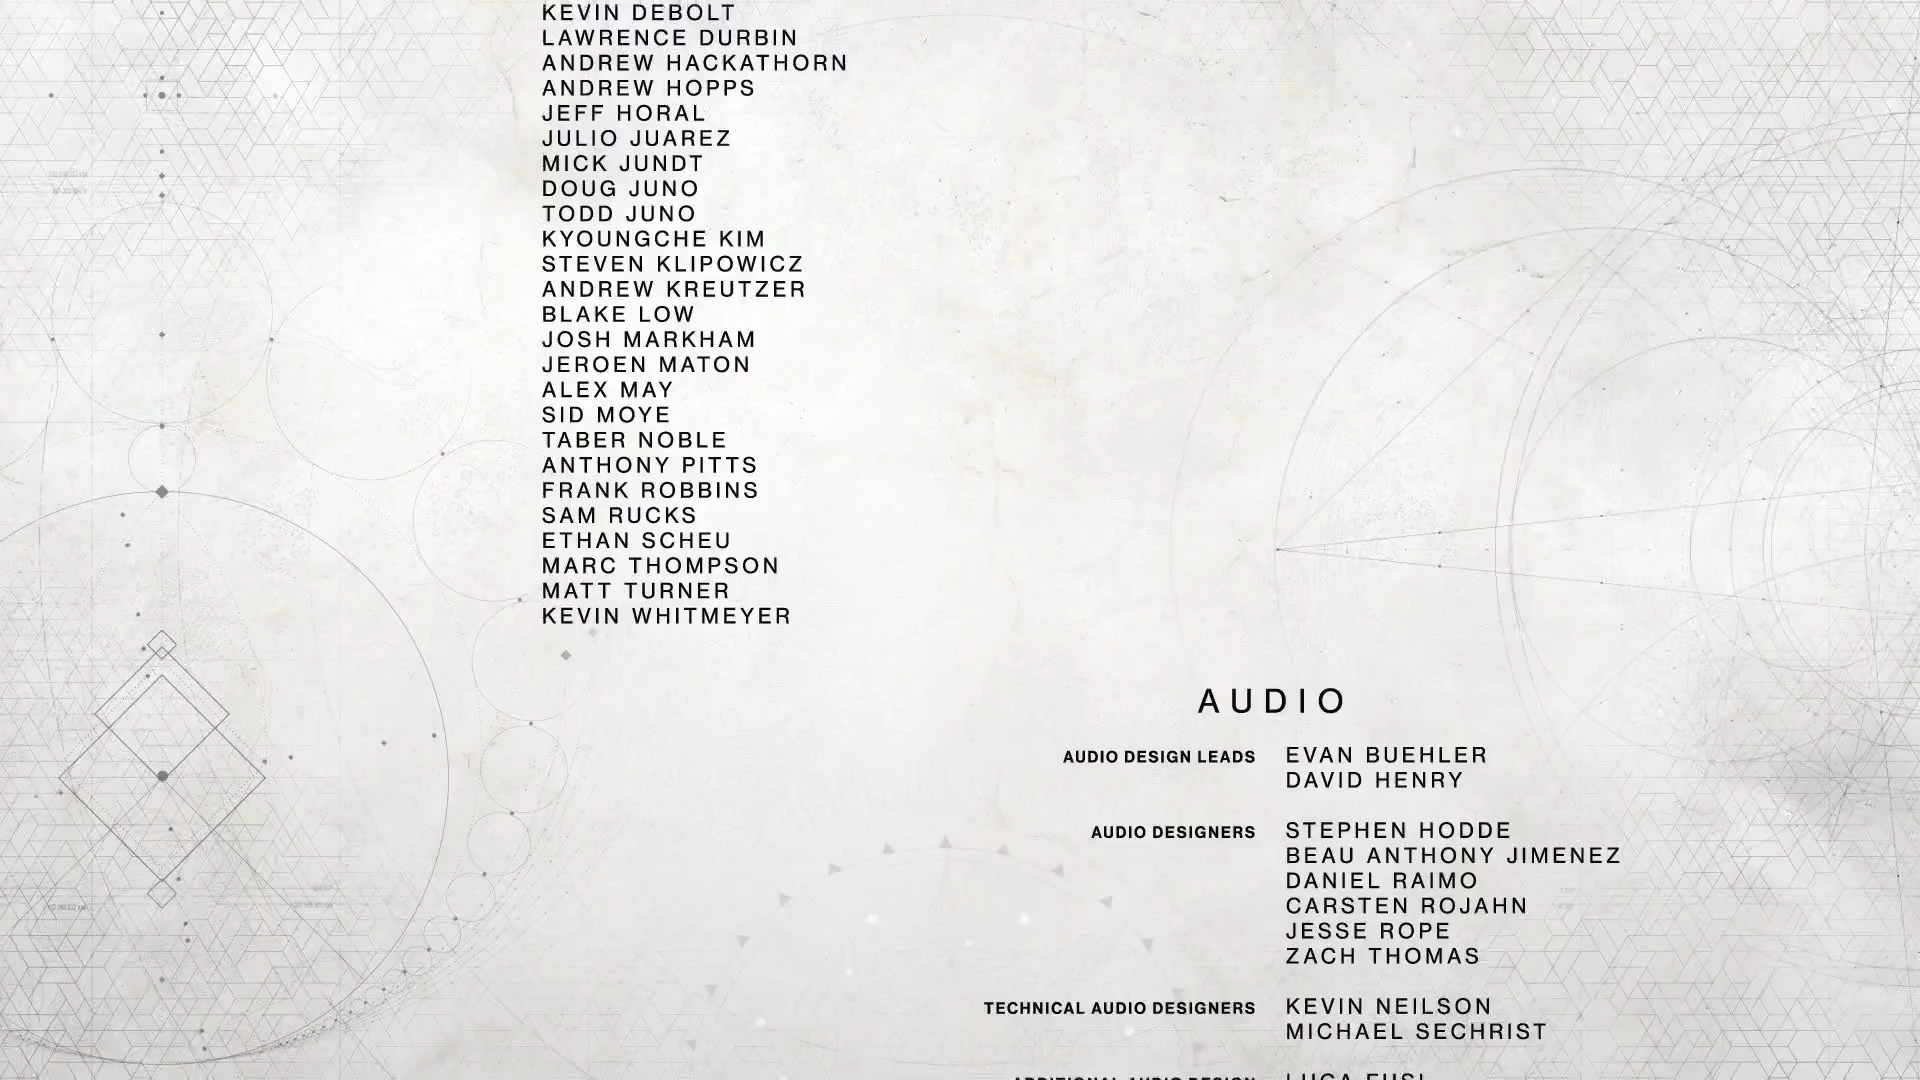 KEVIN DEBOLT
LAWRENCE DURBIN
ANDREW HACKATHORN
ANDREW HOPPS
JEFF HORAL
JULIO JUAREZ
MICK JUNDT
DOUG JUNO
TODD JUNO
KYOUNGCHE KIM
STEVEN KLIPOWICZ
ANDREW KREUTZER
BLAKE LOW
JOSH MARKHAM
JEROEN MATON
ALEX MAY
SID MOYE
TABER NOBLE
ANTHONY PITTS
FRANK ROBBINS
SAM RUCKS
ETHAN SCHEU
MARC THOMPSON
MATT TURNER
KEVIN WHITMEYER
AUDIO
AUDIO DESIGN LEADS EVAN BUEHLER
DAVID HENRY
AUDIO DESIGNERS STEPHEN HODDE
BEAU ANTHONY JIMENEZ
DANIEL RAIMO
CARSTEN ROJAHN
JESSE ROPE
ZACH THOMAS
TECHNICAL AUDIO DESIGNERS KEVIN NEILSON
MICHAEL SECHRIST